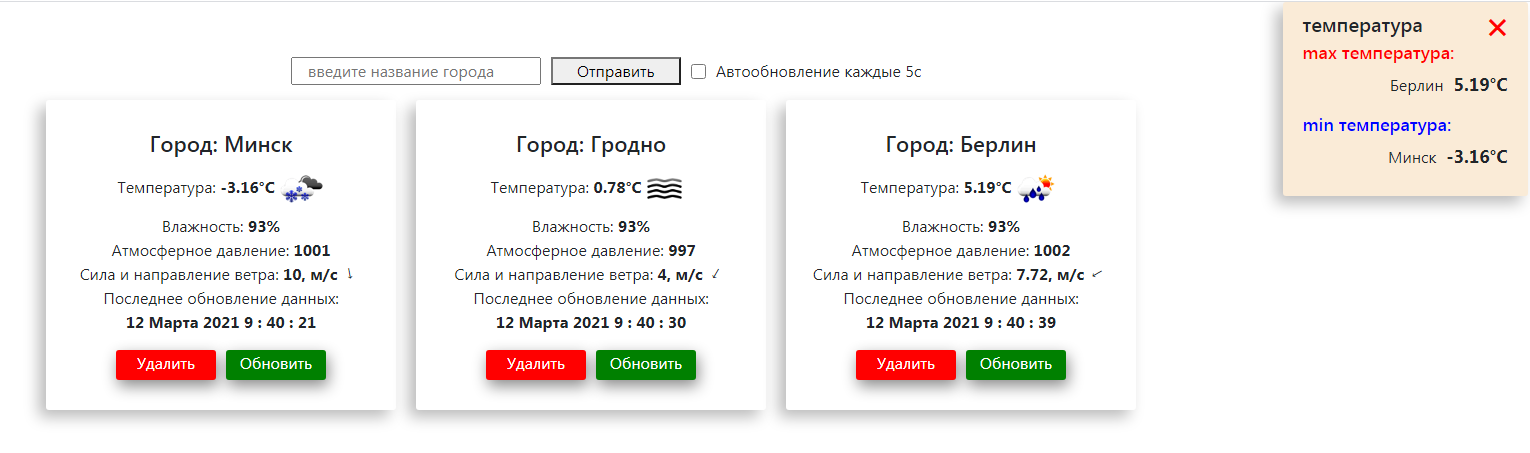 введите название города
Отправить
Автообновление каждые 5с
Город: Минск
Температура: -3.16°C
Влажность: 93%
Атмосферное давление: 1001
Сила и направление ветра: 10, м/с
Последнее обновление данных:
12 Марта 2021 9 : 40 : 21
Удалить
Обновить
Город: Гродно
Температура: 0.78°C
Влажность: 93%
Атмосферное давление: 997
Сила и направление ветра: 4, м/с
Последнее обновление данных:
12 Марта 2021 9 : 40 : 30
Удалить
Обновить
Город: Берлин
Температура: 5.19°C
Влажность: 93%
Атмосферное давление: 1002
Сила и направление ветра: 7.72, м/с
Последнее обновление данных:
12 Марта 2021 9 : 40 : 39
Удалить
Обновить
температура
max температура:
Берлин 5.19°C
min температура:
Минск -3.16°C